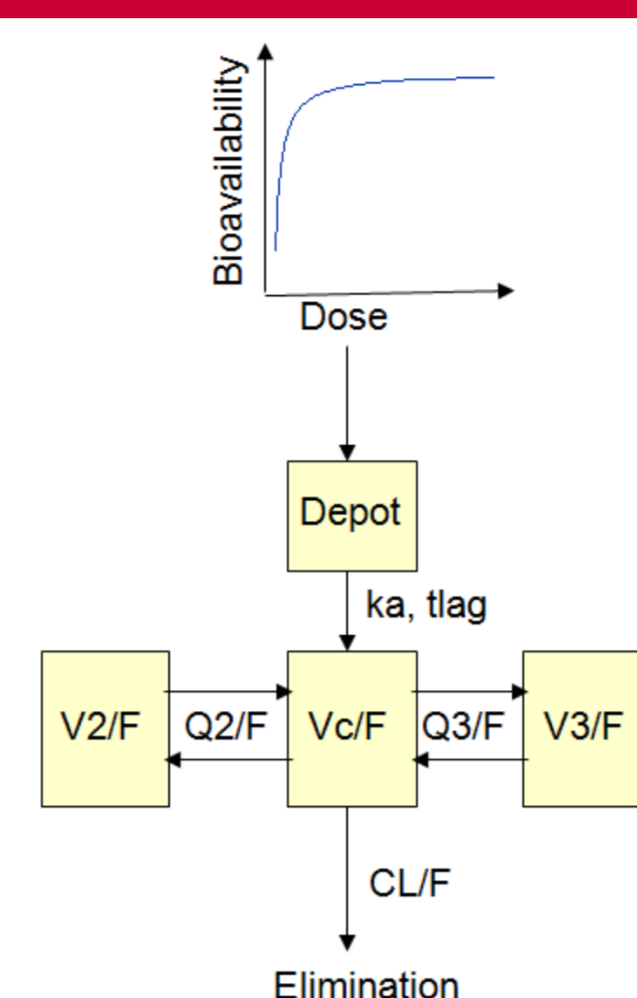 Bioavailability
Dose
Depot
ka, tlag
V2/F
Q2/F
Vc/F
Q3/F
V3/F
CL/F
Elimination